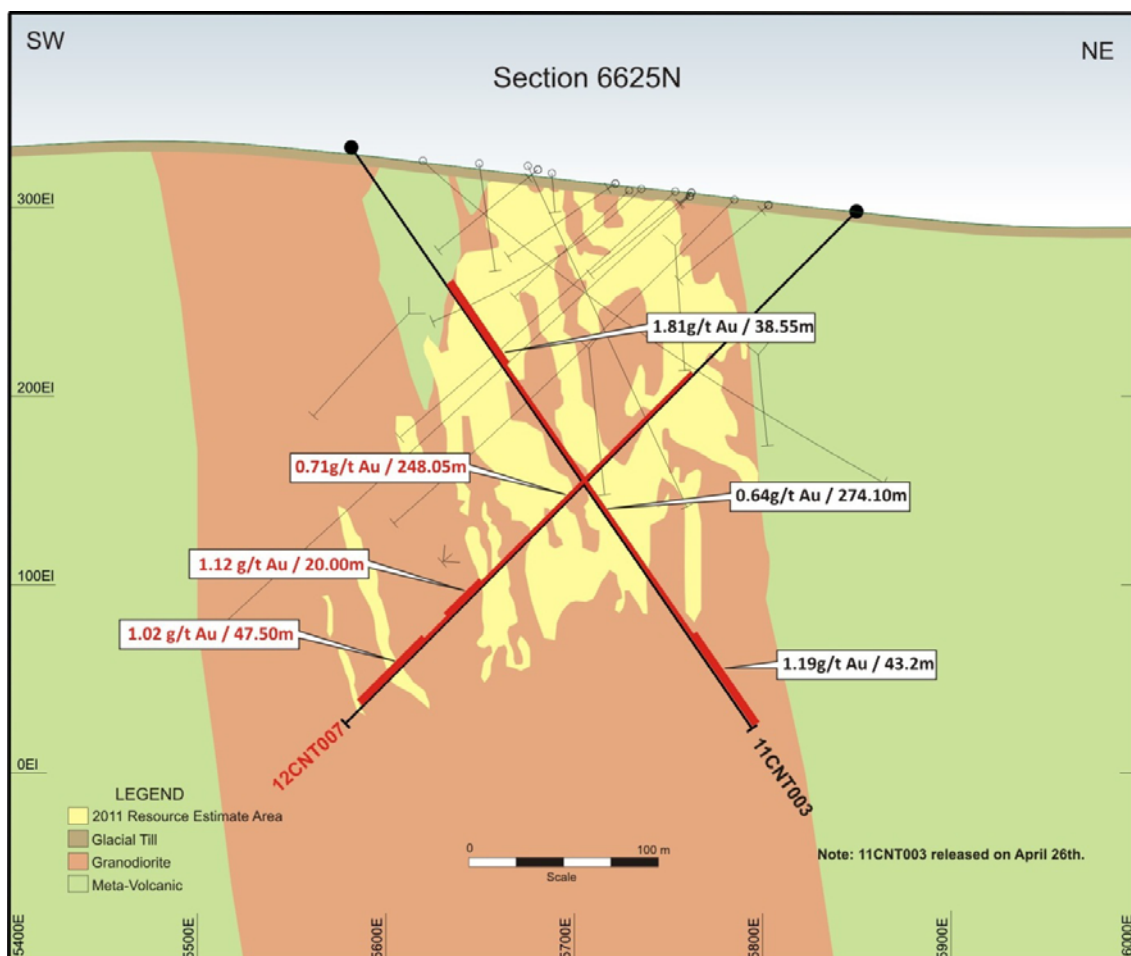 SW
NE
Section 6625N
300El
1.81g/t Au / 38.55m
200El
0.71g/t Au / 248.05m
0.64g/t Au / 274.10m
100El
1.12 g/t Au / 20.00m
1.02 g/t Au / 47.50m
1.19g/t Au / 43.2m
12CNT007
11CNT003
0El
LEGEND
2011 Resource Estimate Area
Glacial Till
Granodiorite
Meta-Volcanic
0 100 m
Scale
Note: 11CNT003 released on April 26th.
5400E
5500E
5600E
5700E
5800E
5900E
6000E